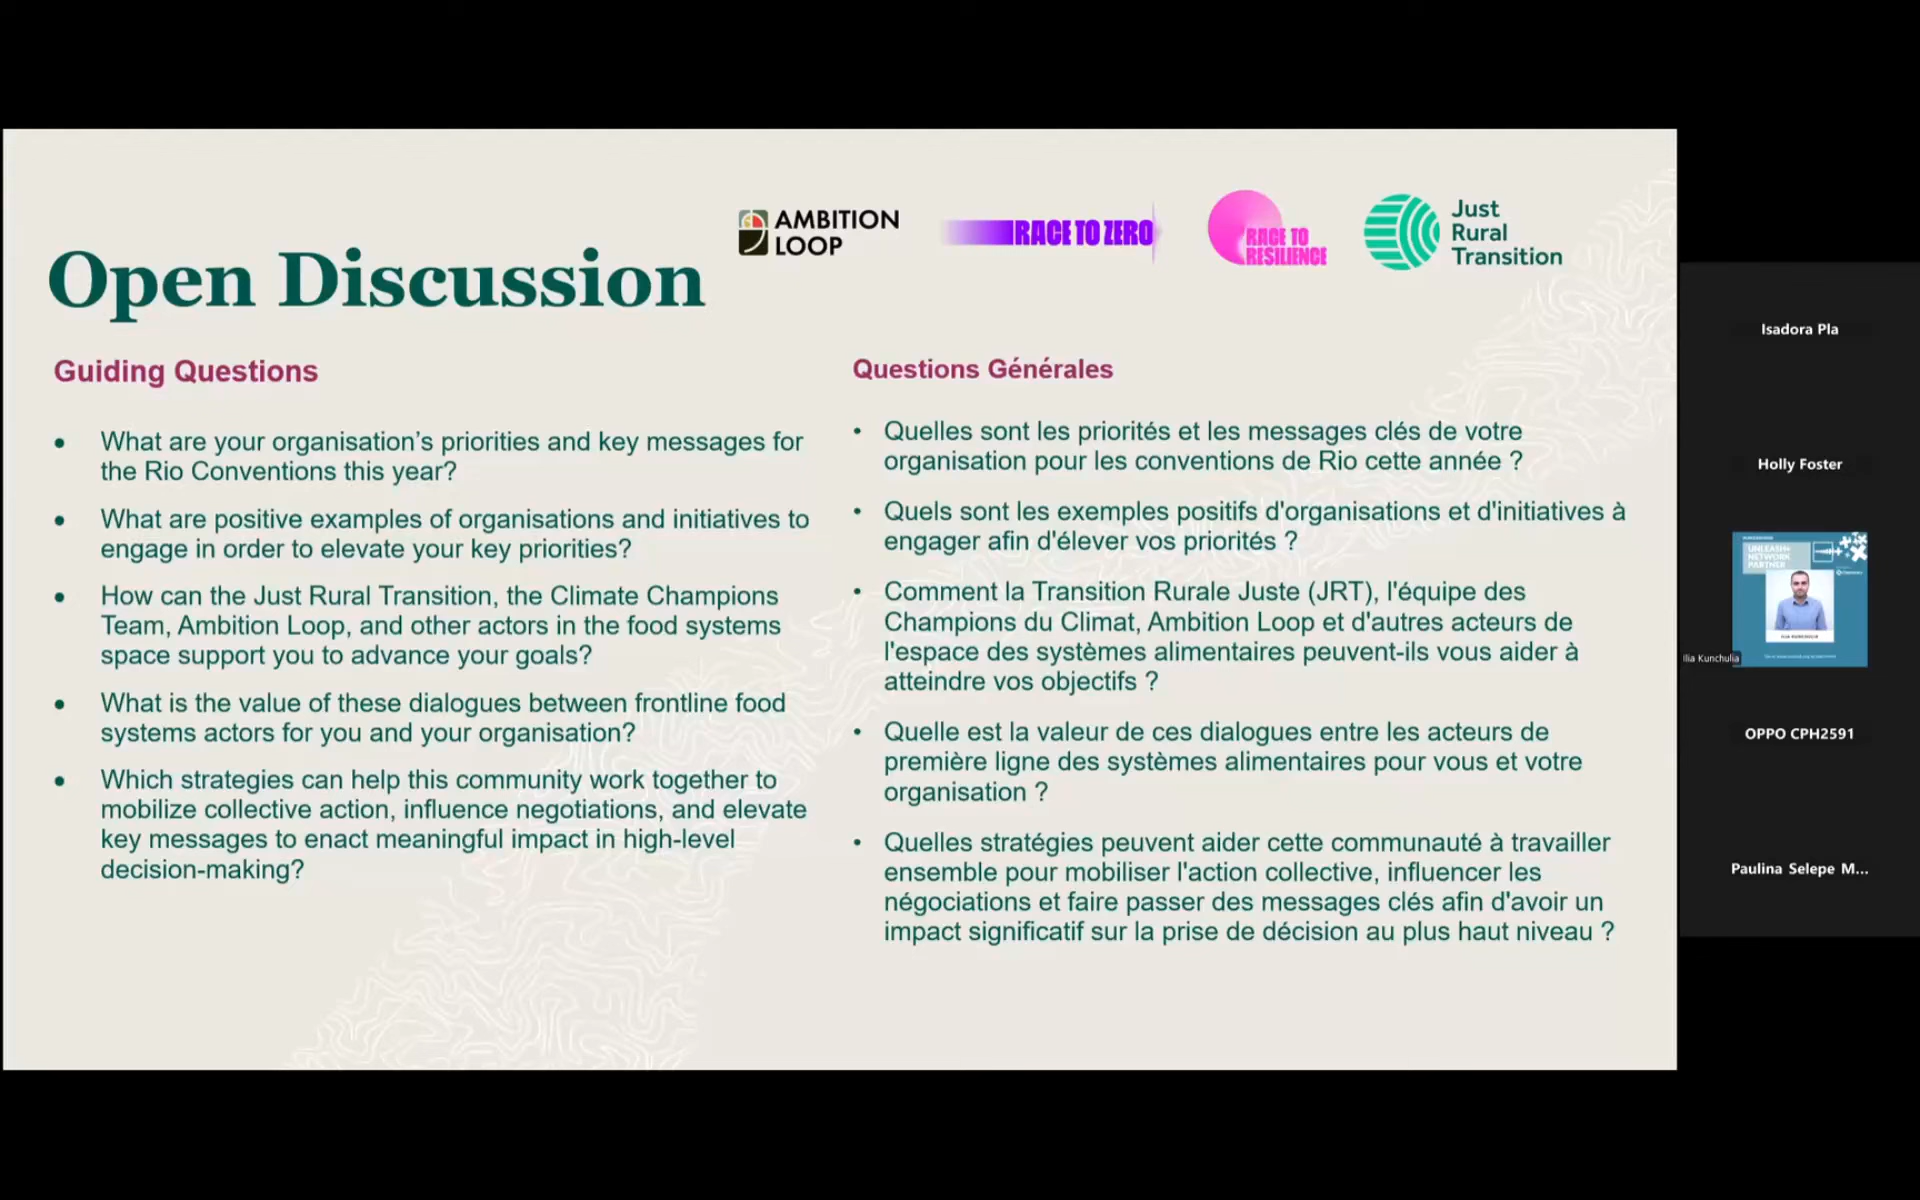 Open Discussion
AMBITION
LOOP
RACE TO ZERO
RACE TO
RESILIENCE
Just
Rural
Transition
Guiding Questions
• What are your organisation’s priorities and key messages for
the Rio Conventions this year?
• What are positive examples of organisations and initiatives to
engage in order to elevate your key priorities?
• How can the Just Rural Transition, the Climate Champions
Team, Ambition Loop, and other actors in the food systems
space support you to advance your goals?
• What is the value of these dialogues between frontline food
systems actors for you and your organisation?
• Which strategies can help this community work together to
mobilize collective action, influence negotiations, and elevate
key messages to enact meaningful impact in high-level
decision-making?
Questions Générales
• Quelles sont les priorités et les messages clés de votre
organisation pour les conventions de Rio cette année ?
• Quels sont les exemples positifs d'organisations et d'initiatives à
engager afin d'élever vos priorités ?
• Comment la Transition Rurale Juste (JRT), l'équipe des
Champions du Climat, Ambition Loop et d'autres acteurs de
l'espace des systèmes alimentaires peuvent-ils vous aider à
atteindre vos objectifs ?
• Quelle est la valeur de ces dialogues entre les acteurs de
première ligne des systèmes alimentaires pour vous et votre
organisation ?
• Quelles stratégies peuvent aider cette communauté à travailler
ensemble pour mobiliser l'action collective, influencer les
négociations et faire passer des messages clés afin d'avoir un
impact significatif sur la prise de décision au plus haut niveau ?
Isadora Pla
Holly Foster
UNLEASH+
NETWORK
PARTNER
Ilia Kunchulia
OPPO CPH2591
Paulina Selepe M...